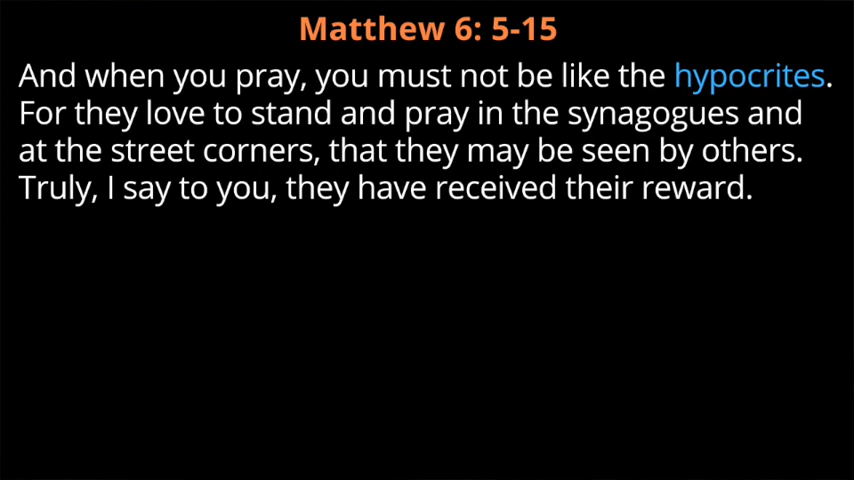 Matthew 6: 5-15
And when you pray, you must not be like the hypocrites.
For they love to stand and pray in the synagogues and
at the street corners, that they may be seen by others.
Truly, I say to you, they have received their reward.